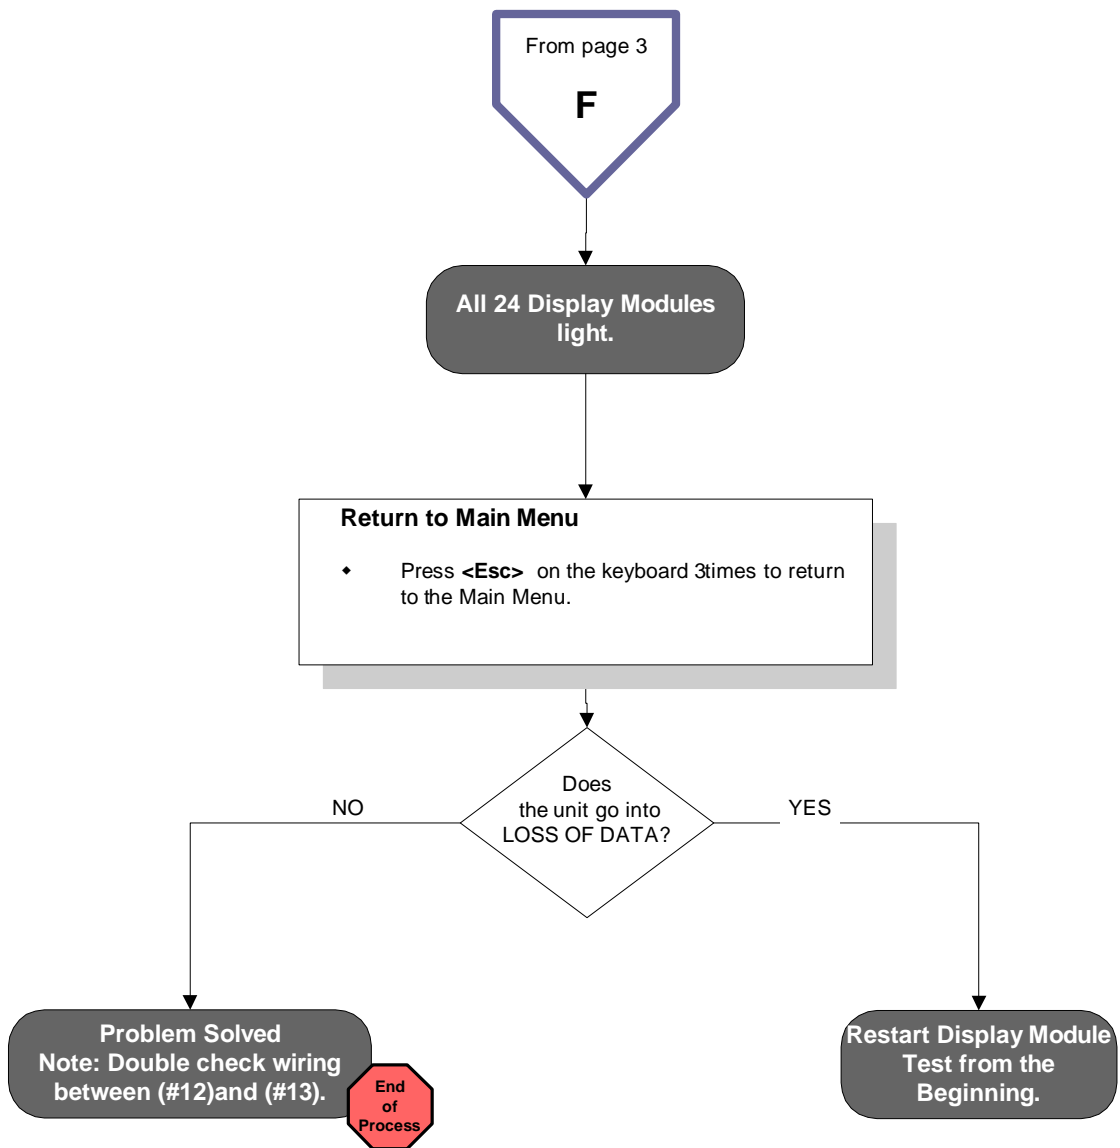 From page 3
F
All 24 Display Modules
light.
Return to Main Menu
◆ Press <Esc> on the keyboard 3times to return
to the Main Menu.
Does
the unit go into
LOSS OF DATA?
NO
YES
Problem Solved
Note: Double check wiring
between (#12)and (#13).
End
of
Process
Restart Display Module
Test from the
Beginning.